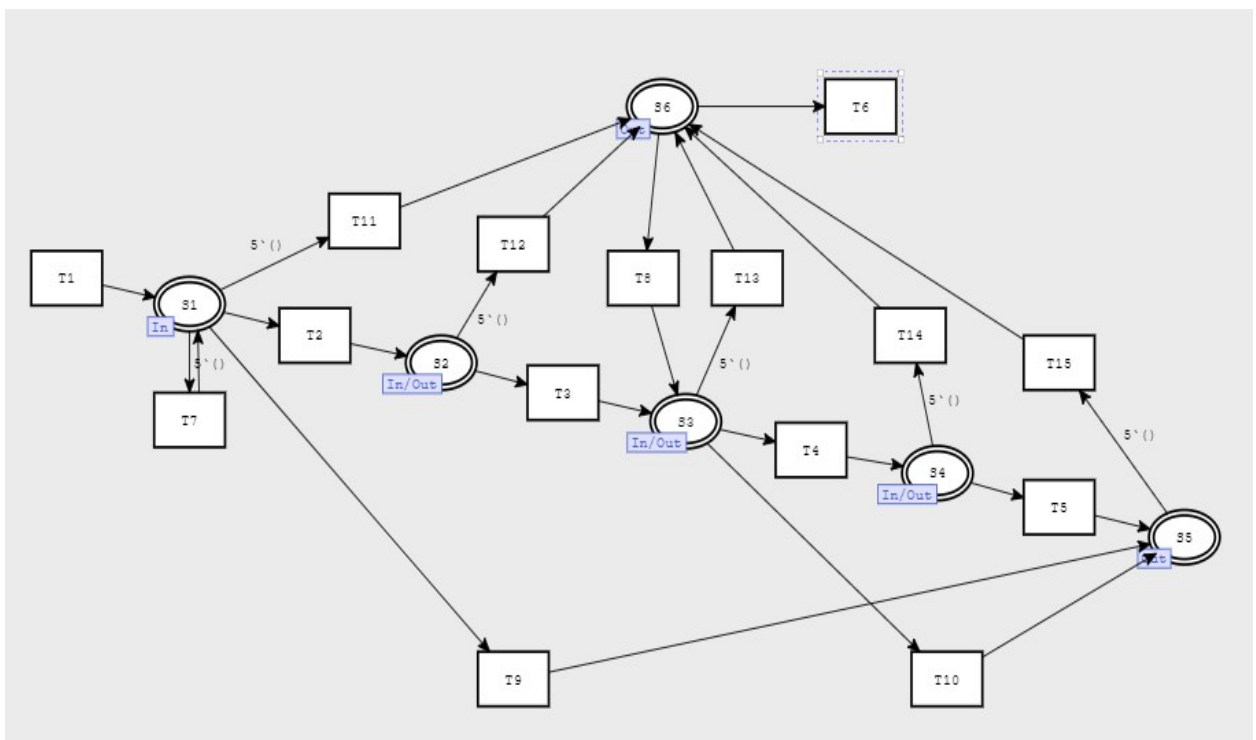 S6
T6
Out
T11
5`()
T12
T1
T8
T13
S1
In
T2
5`()
T14
T15
5`()
S2
5`()
In/Out
T3
T7
5`()
S3
5`()
In/Out
T4
S4
In/Out
T5
S5
Out
T9
T10